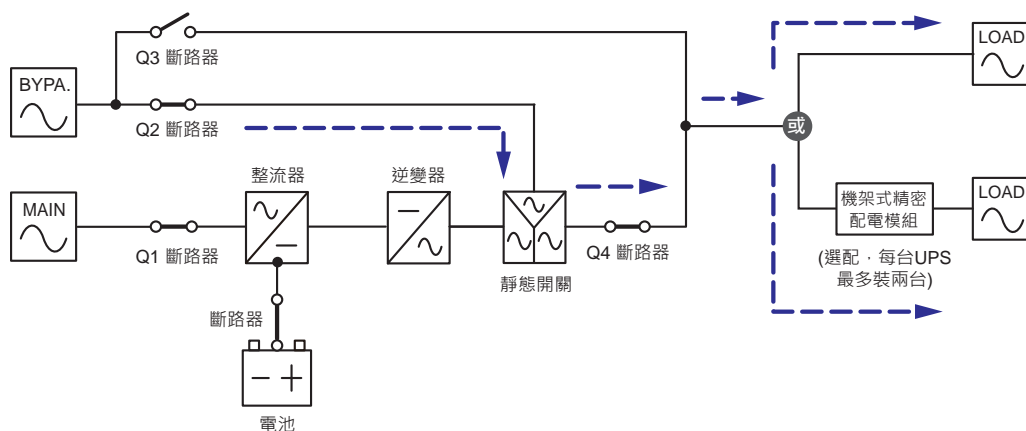 Q3 斷路器
BYPA.
Q2 斷路器
LOAD
或
整流器
逆變器
MAIN
Q1 斷路器
靜態開關
Q4 斷路器
機架式精密
配電模組
LOAD
(選配，每台UPS
最多裝兩台)
斷路器
電池